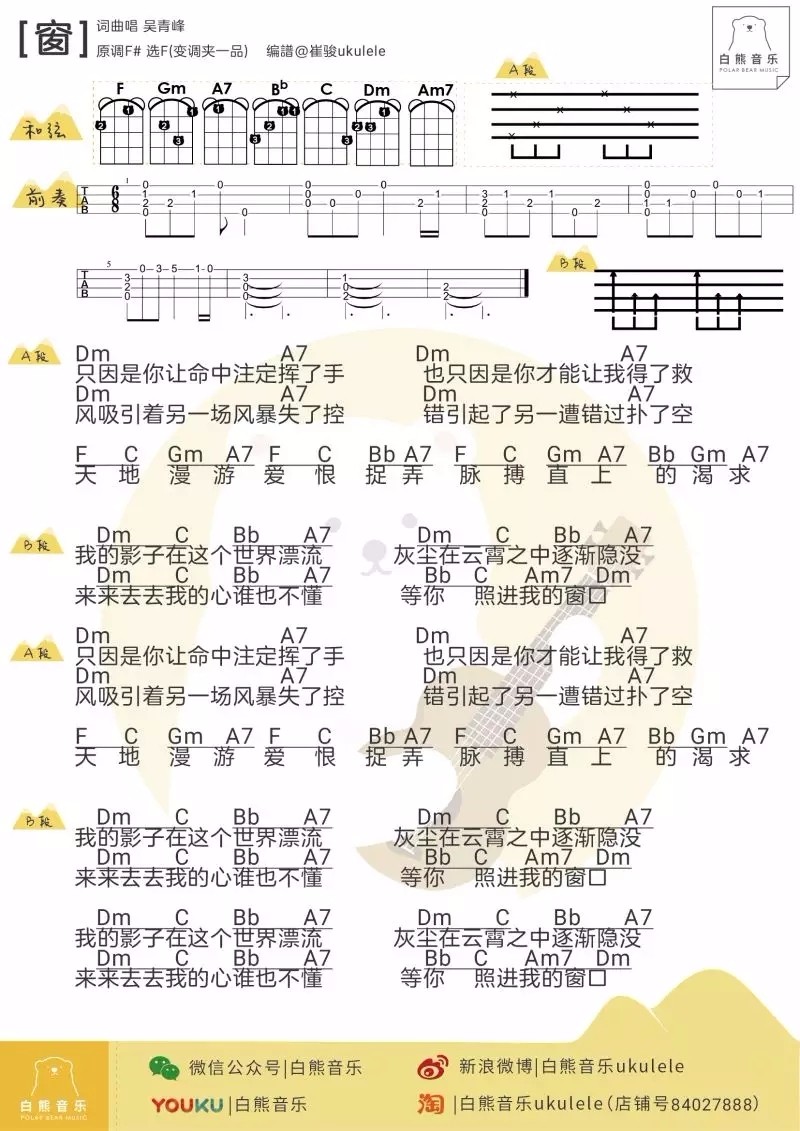 [窗]
词曲唱 吴青峰
原调F# 选F(变调夹一品) 编谱@崔骏ukulele
白熊音乐
POLAR BEAR MUSIC
和弦
F Gm A7 Bb C Dm Am7
A段
前奏
B段
A段
Dm A7 Dm A7
只因是你让命中注定挥了手 也只因是你才能让我得了救
Dm A7 Dm A7
风吸引着另一场风暴失了控 错引起了另一遭错过扑了空
F C Gm A7 F C Bb A7 F C Gm A7 Bb Gm A7
天地漫游 爱恨捉弄 脉搏直上 的渴求
B段
Dm C Bb A7 Dm C Bb A7
我的影子在这个世界漂流 灰尘在云霄之中逐渐隐没
Dm C Bb A7 Bb C Am7 Dm
来来去去我的心谁也不懂 等你 照进我的窗口
A段
Dm A7 Dm A7
只因是你让命中注定挥了手 也只因是你才能让我得了救
Dm A7 Dm A7
风吸引着另一场风暴失了控 错引起了另一遭错过扑了空
F C Gm A7 F C Bb A7 F C Gm A7 Bb Gm A7
天地漫游 爱恨捉弄 脉搏直上 的渴求
B段
Dm C Bb A7 Dm C Bb A7
我的影子在这个世界漂流 灰尘在云霄之中逐渐隐没
Dm C Bb A7 Bb C Am7 Dm
来来去去我的心谁也不懂 等你 照进我的窗口
Dm C Bb A7 Dm C Bb A7
我的影子在这个世界漂流 灰尘在云霄之中逐渐隐没
Dm C Bb A7 Bb C Am7 Dm
来来去去我的心谁也不懂 等你 照进我的窗口
白熊音乐
POLAR BEAR MUSIC
微信公众号|白熊音乐
新浪微博|白熊音乐ukulele
YOUKU|白熊音乐
淘|白熊音乐ukulele(店铺号84027888)